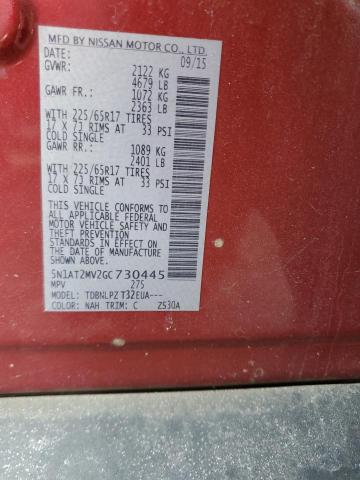 MFD BY NISSAN MOTOR CO., LTD.
DATE: 09/15
GVWR: 2122 KG
4679 LB
GAWR FR.: 1072 KG
2363 LB
WITH 225/65R17 TIRES
17 X 7J RIMS AT 33 PSI
COLD SINGLE
GAWR RR.: 1089 KG
2401 LB
WITH 225/65R17 TIRES
17 X 7J RIMS AT 33 PSI
COLD SINGLE
THIS VEHICLE CONFORMS TO
ALL APPLICABLE FEDERAL
MOTOR VEHICLE SAFETY
STANDARDS IN EFFECT ON
THE DATE OF MANUFACTURE
SHOWN ABOVE.
5N1AT2MV2GC730445
MPV 275
MODEL: TDBNLPZ T32EUA---
COLOR: NAH TRIM: C Z530A